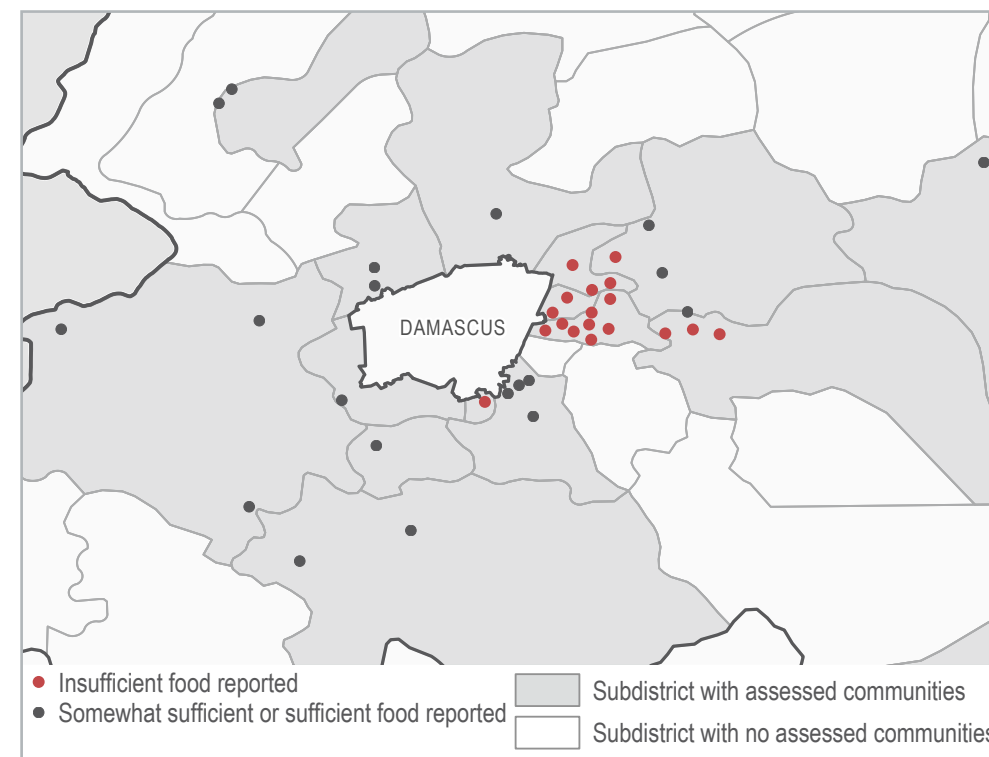 DAMASCUS
Insufficient food reported
Somewhat sufficient or sufficient food reported
Subdistrict with assessed communities
Subdistrict with no assessed communities